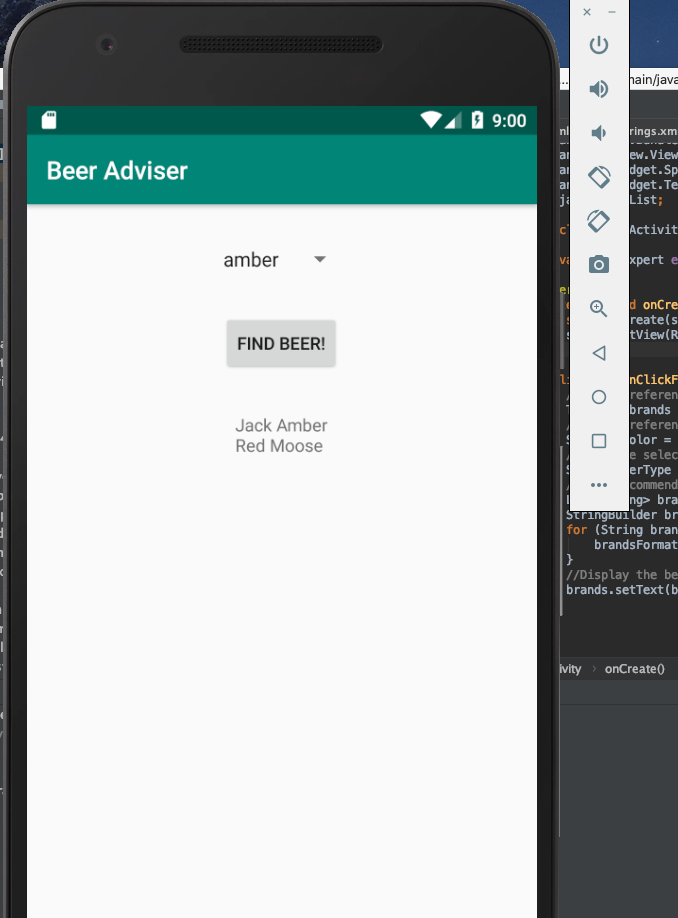 9:00
Beer Adviser
amber
FIND BEER!
Jack Amber
Red Moose
main/java
rings.xm
ew.View
dget.Sp
dget.Te
List;
Activit
expert e
d onCre
reate(s
tView(R
onClickF
referen
brands
referen
olor =
e selec
erType
commend
ng> bra
StringBuilder br
for (String bran
brandsFormat
}
//Display the be
brands.setText(b
ivity › onCreate()